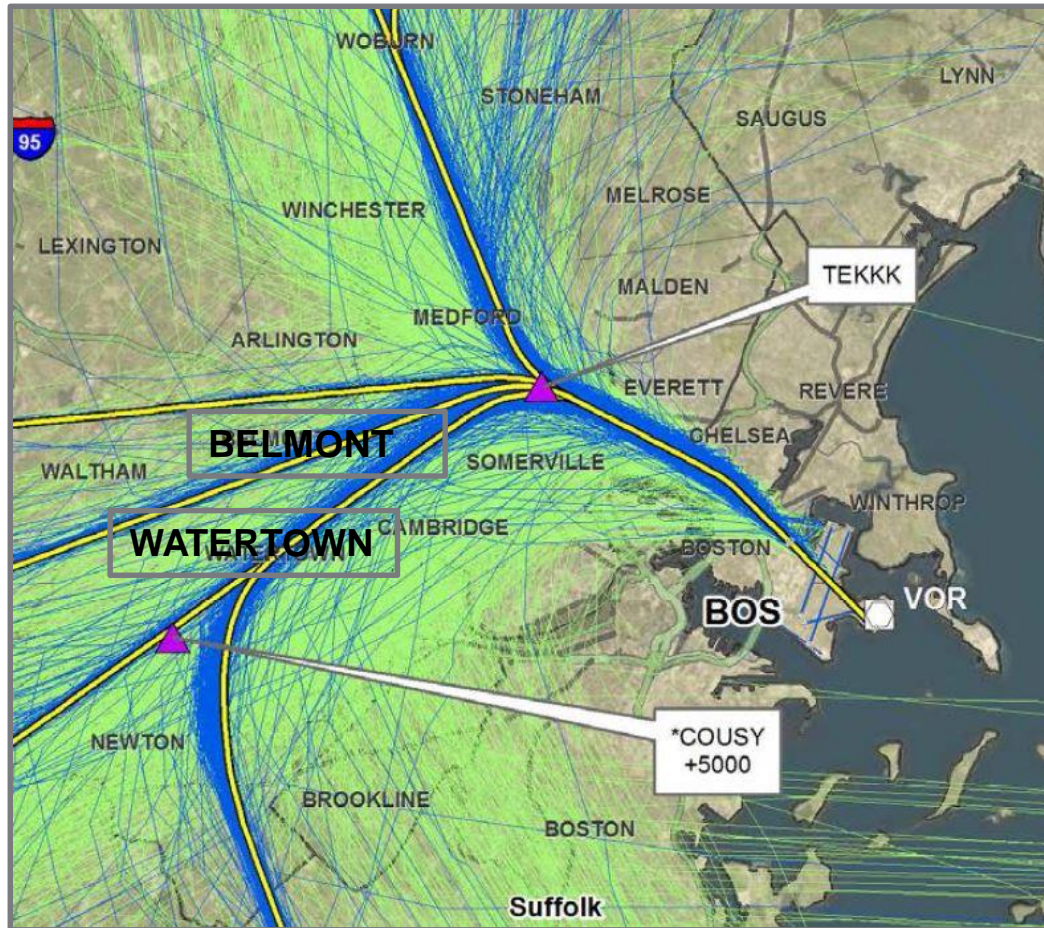 WOBURN
LYNN
STONEHAM
SAUGUS
95
MELROSE
WINCHESTER
LEXINGTON
TEKKK
MALDEN
MEDFORD
ARLINGTON
EVERETT
REVERE
CHELSEA
BELMONT
SOMERVILLE
WALTHAM
WINTHROP
CAMBRIDGE
WATERTOWN
BOSTON
VOR
BOS
*COUSY
+5000
NEWTON
BROOKLINE
BOSTON
Suffolk